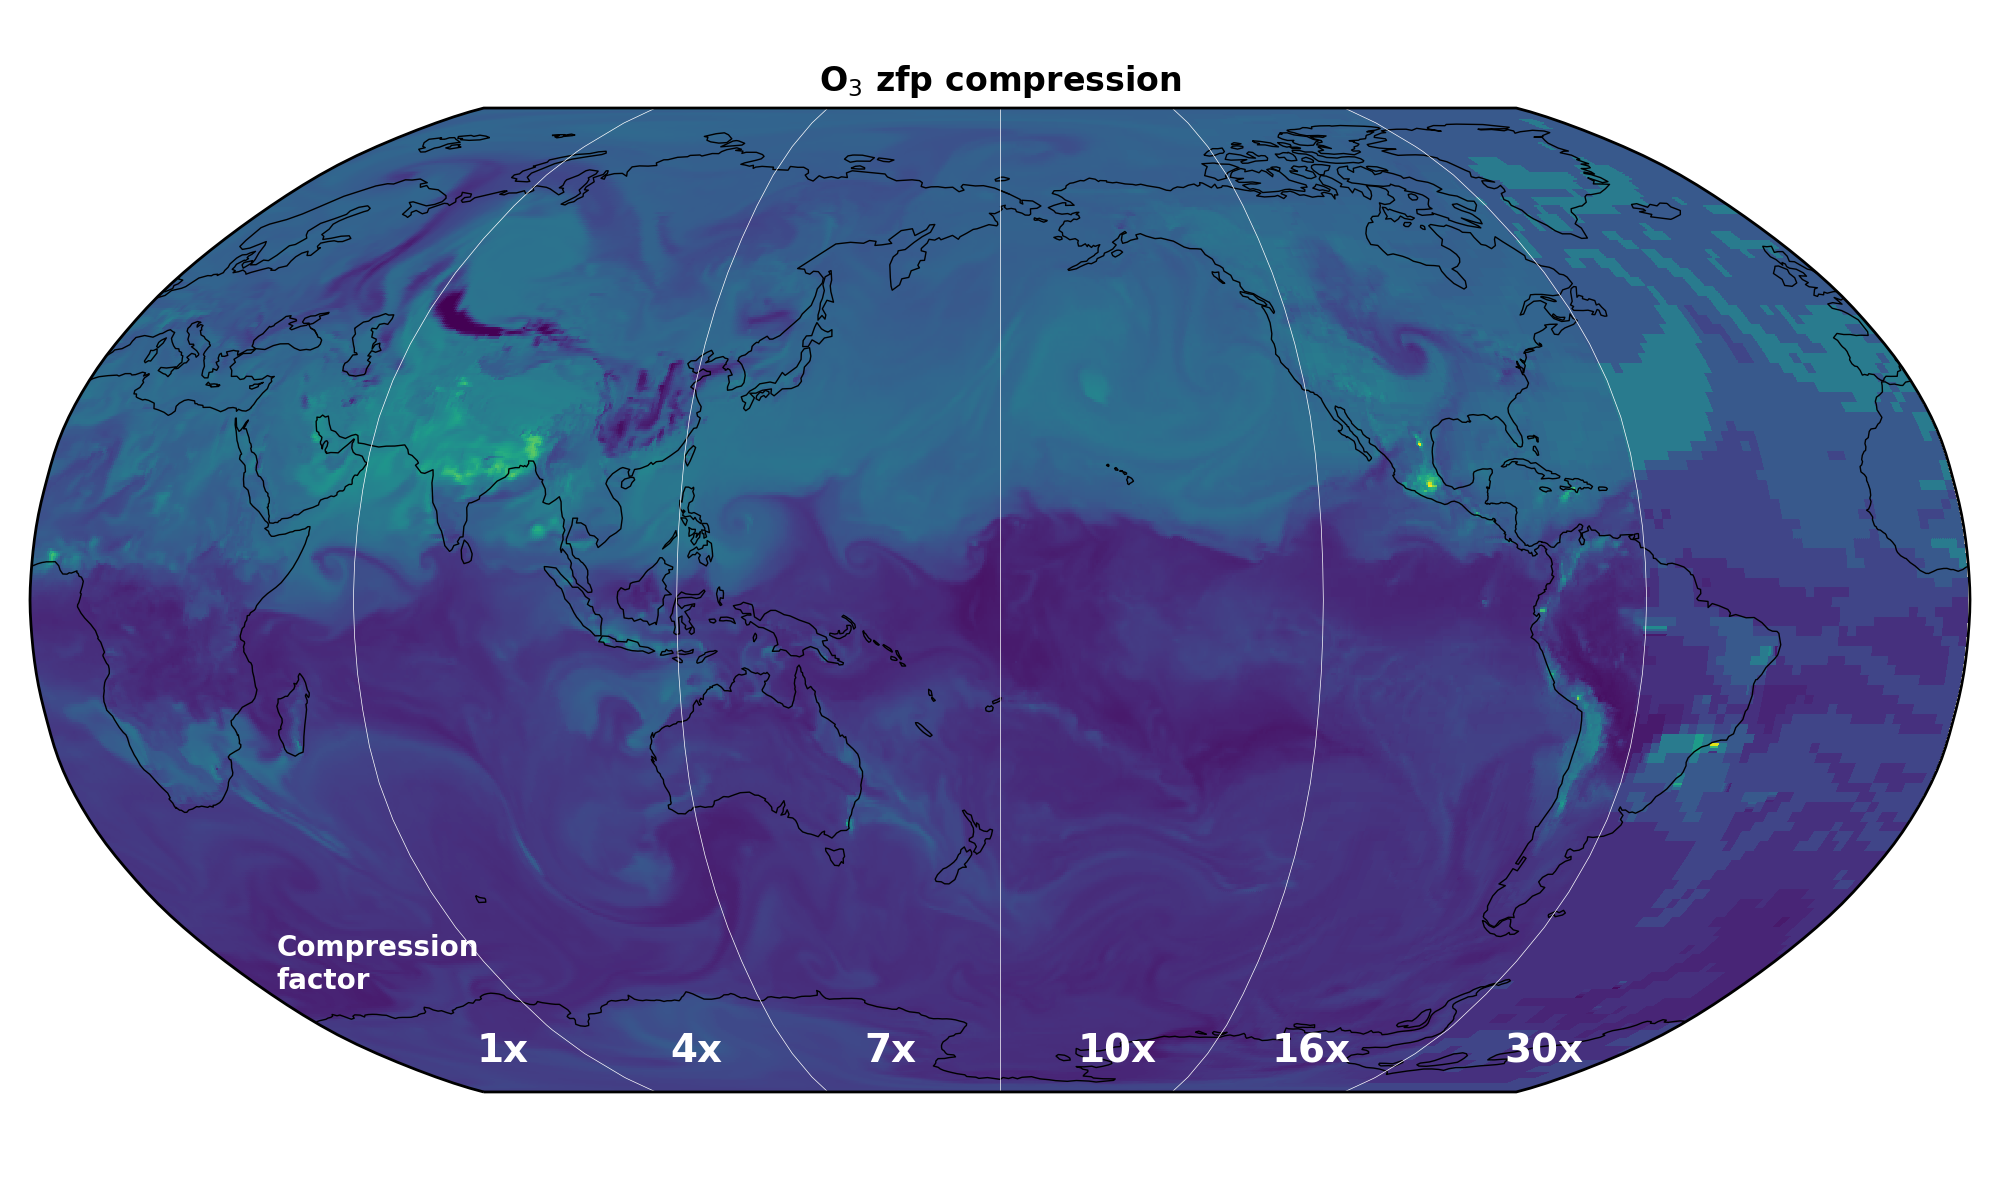 O₃ zfp compression
Compression
factor
1x 4x 7x 10x 16x 30x